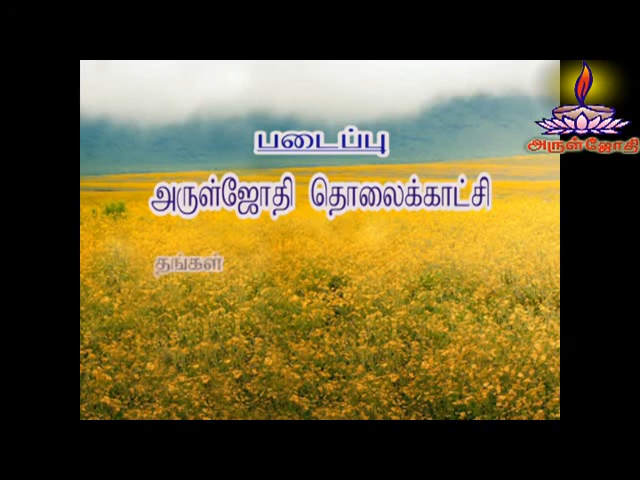 படைப்பு
அருள்ஜோதி தொலைக்காட்சி
தங்கள்
அருள்ஜோதி